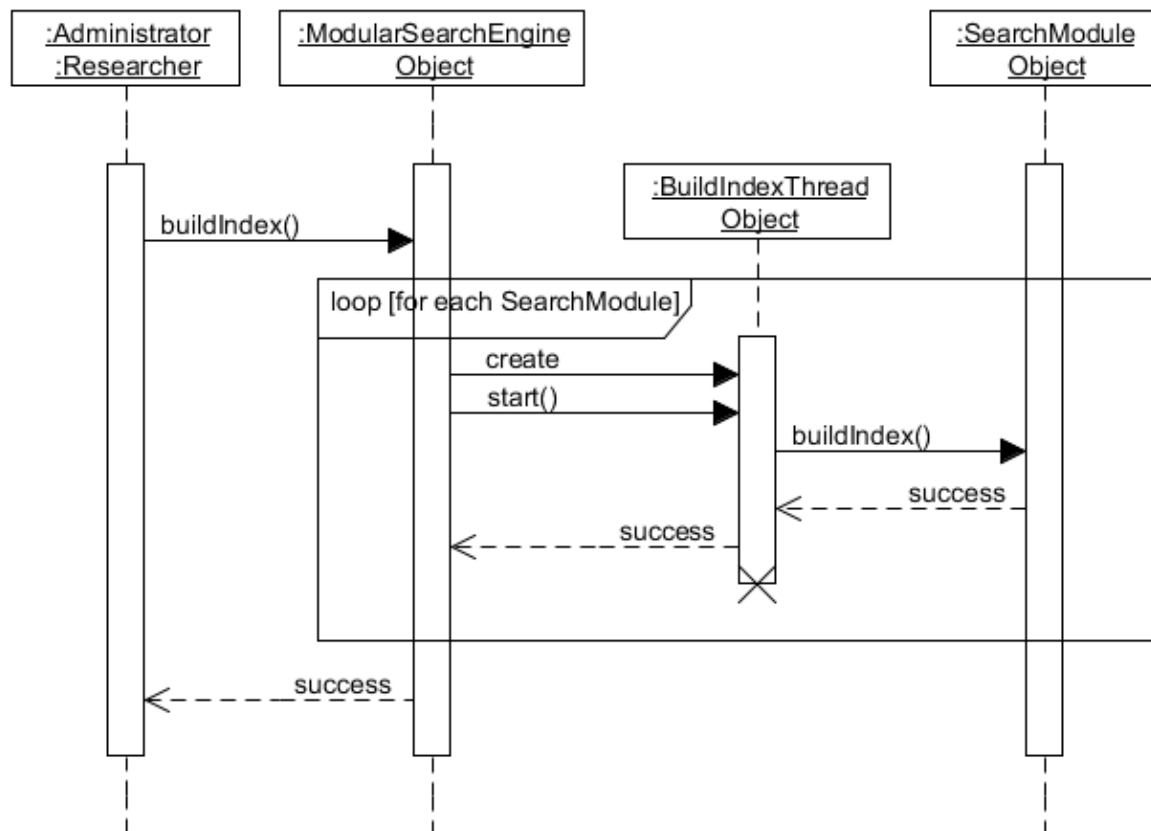 :Administrator
:Researcher
:ModularSearchEngine
Object
:SearchModule
Object
:BuildIndexThread
Object
buildIndex()
loop [for each SearchModule]
create
start()
buildIndex()
success
success
success